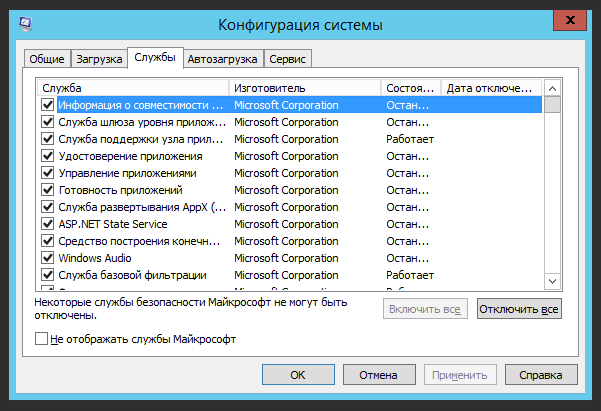 Конфигурация системы
x
Общие Загрузка Службы Автозагрузка Сервис
Служба Изготовитель Состоя... Дата отключе...
Информация о совместимости ... Microsoft Corporation Остан...
Служба шлюза уровня прилож... Microsoft Corporation Остан...
Служба поддержки узла прил... Microsoft Corporation Работает
Удостоверение приложения Microsoft Corporation Остан...
Управление приложениями Microsoft Corporation Остан...
Готовность приложений Microsoft Corporation Остан...
Служба развертывания AppX (... Microsoft Corporation Остан...
ASP.NET State Service Microsoft Corporation Остан...
Средство построения конечн... Microsoft Corporation Остан...
Windows Audio Microsoft Corporation Остан...
Служба базовой фильтрации Microsoft Corporation Работает
Некоторые службы безопасности Майкрософт не могут быть
отключены.
Включить все Отключить все
Не отображать службы Майкрософт
ОК Отмена Применить Справка